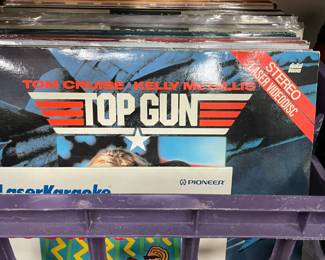 TOM CRUISE KELLY McGILLIS
STEREO
LASER VIDEODISC
TOP GUN
LaserKaraoke
PIONEER